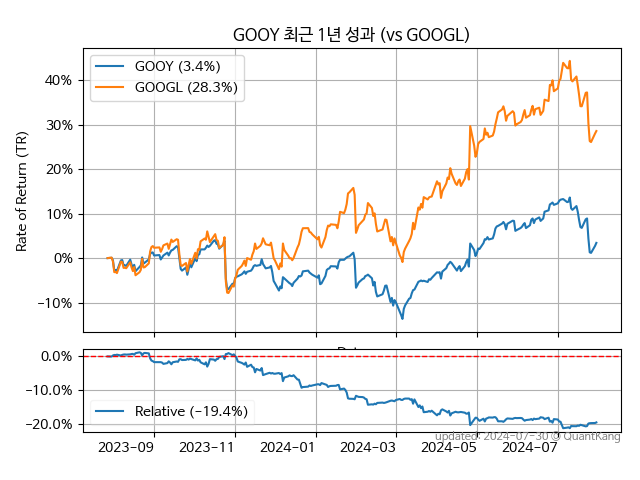 GOOY 최근 1년 성과 (vs GOOGL)
GOOY (3.4%)
GOOGL (28.3%)
Rate of Return (TR)
40%
30%
20%
10%
0%
−10%
0.0%
−10.0%
−20.0%
Relative (−19.4%)
updated: 2024-07-30 @ QuantKang
2023−09
2023−11
2024−01
2024−03
2024−05
2024−07